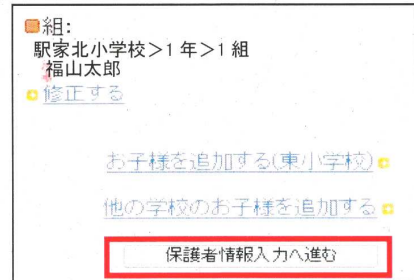 組:
駅家北小学校＞1年＞1組
福山太郎
修正する
お子様を追加する(東小学校)
他の学校のお子様を追加する
保護者情報入力へ進む